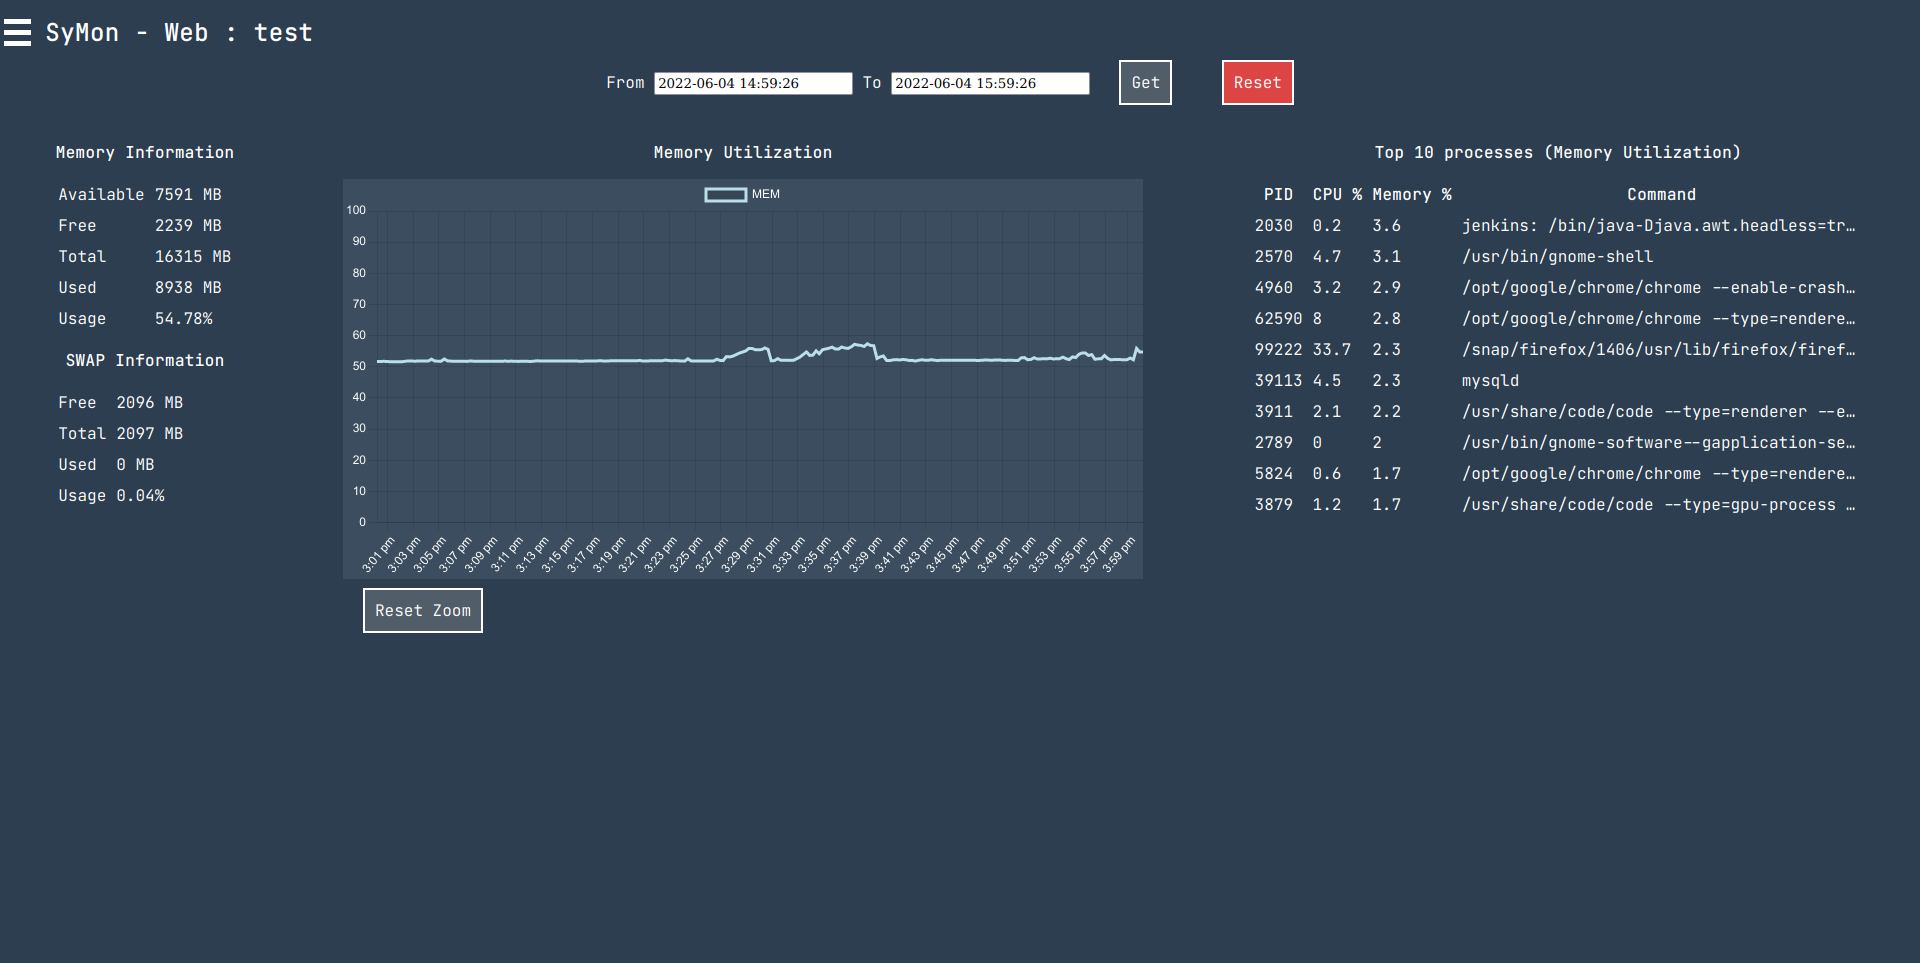 SyMon - Web : test
From 2022-06-04 14:59:26 To 2022-06-04 15:59:26 Get Reset
Memory Information
Available 7591 MB
Free 2239 MB
Total 16315 MB
Used 8938 MB
Usage 54.78%
SWAP Information
Free 2096 MB
Total 2097 MB
Used 0 MB
Usage 0.04%
Memory Utilization
MEM
100
90
80
70
60
50
40
30
20
10
0
3:01 pm 3:03 pm 3:05 pm 3:07 pm 3:09 pm 3:11 pm 3:13 pm 3:15 pm 3:17 pm 3:19 pm 3:21 pm 3:23 pm 3:25 pm 3:27 pm 3:29 pm 3:31 pm 3:33 pm 3:35 pm 3:37 pm 3:39 pm 3:41 pm 3:43 pm 3:45 pm 3:47 pm 3:49 pm 3:51 pm 3:53 pm 3:55 pm 3:57 pm 3:59 pm
Reset Zoom
Top 10 processes (Memory Utilization)
PID CPU % Memory % Command
2030 0.2 3.6 jenkins: /bin/java-Djava.awt.headless=tr…
2570 4.7 3.1 /usr/bin/gnome-shell
4960 3.2 2.9 /opt/google/chrome/chrome --enable-crash…
62590 8 2.8 /opt/google/chrome/chrome --type=rendere…
99222 33.7 2.3 /snap/firefox/1406/usr/lib/firefox/firef…
39113 4.5 2.3 mysqld
3911 2.1 2.2 /usr/share/code/code --type=renderer --e…
2789 0 2 /usr/bin/gnome-software--gapplication-se…
5824 0.6 1.7 /opt/google/chrome/chrome --type=rendere…
3879 1.2 1.7 /usr/share/code/code --type=gpu-process …